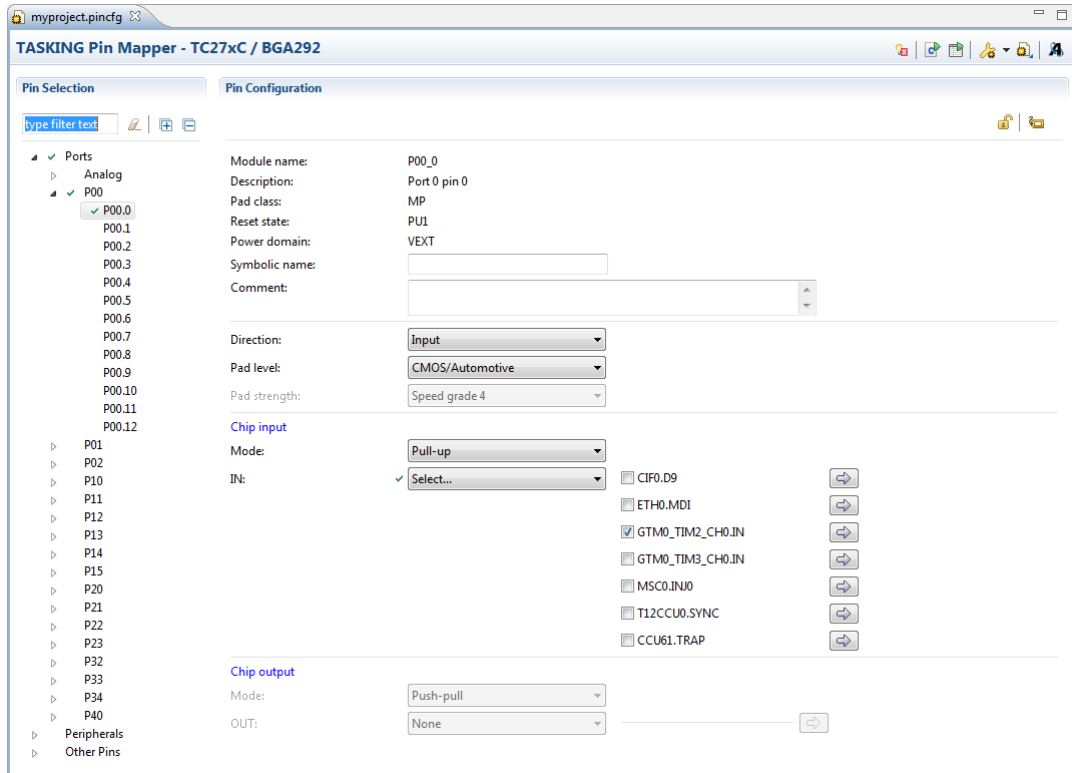 myproject.pincfg
TASKING Pin Mapper - TC27xC / BGA292
Pin Selection
type filter text
Ports
Analog
P00
P00.0
P00.1
P00.2
P00.3
P00.4
P00.5
P00.6
P00.7
P00.8
P00.9
P00.10
P00.11
P00.12
P01
P02
P10
P11
P12
P13
P14
P15
P20
P21
P22
P23
P32
P33
P34
P40
Peripherals
Other Pins
Pin Configuration
Module name: P00_0
Description: Port 0 pin 0
Pad class: MP
Reset state: PU1
Power domain: VEXT
Symbolic name:
Comment:
Direction: Input
Pad level: CMOS/Automotive
Pad strength: Speed grade 4
Chip input
Mode: Pull-up
IN: Select... CIF0.D9
ETH0.MDI
GTM0_TIM2_CH0.IN
GTM0_TIM3_CH0.IN
MSC0.INJ0
T12CCU0.SYNC
CCU61.TRAP
Chip output
Mode: Push-pull
OUT: None